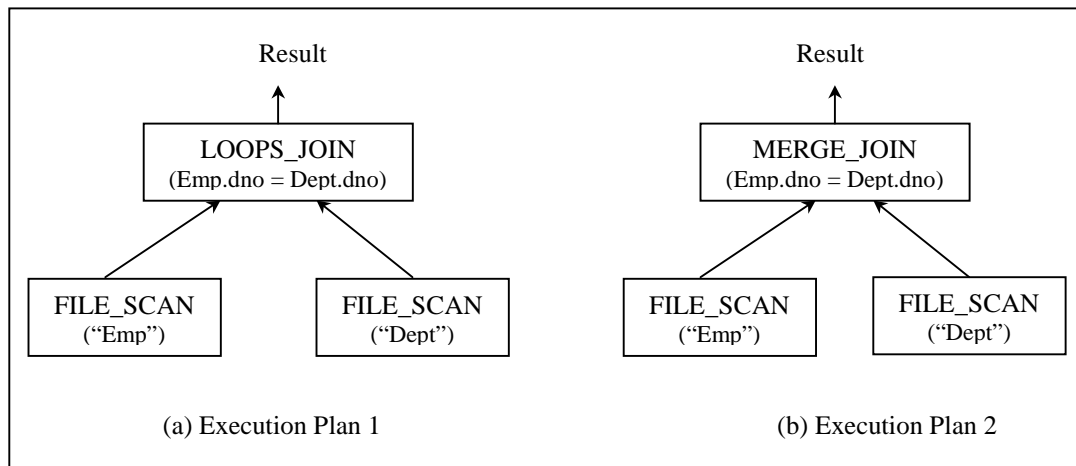 Result
LOOPS_JOIN
(Emp.dno = Dept.dno)
FILE_SCAN
(“Emp”)
FILE_SCAN
(“Dept”)
(a) Execution Plan 1
Result
MERGE_JOIN
(Emp.dno = Dept.dno)
FILE_SCAN
(“Emp”)
FILE_SCAN
(“Dept”)
(b) Execution Plan 2